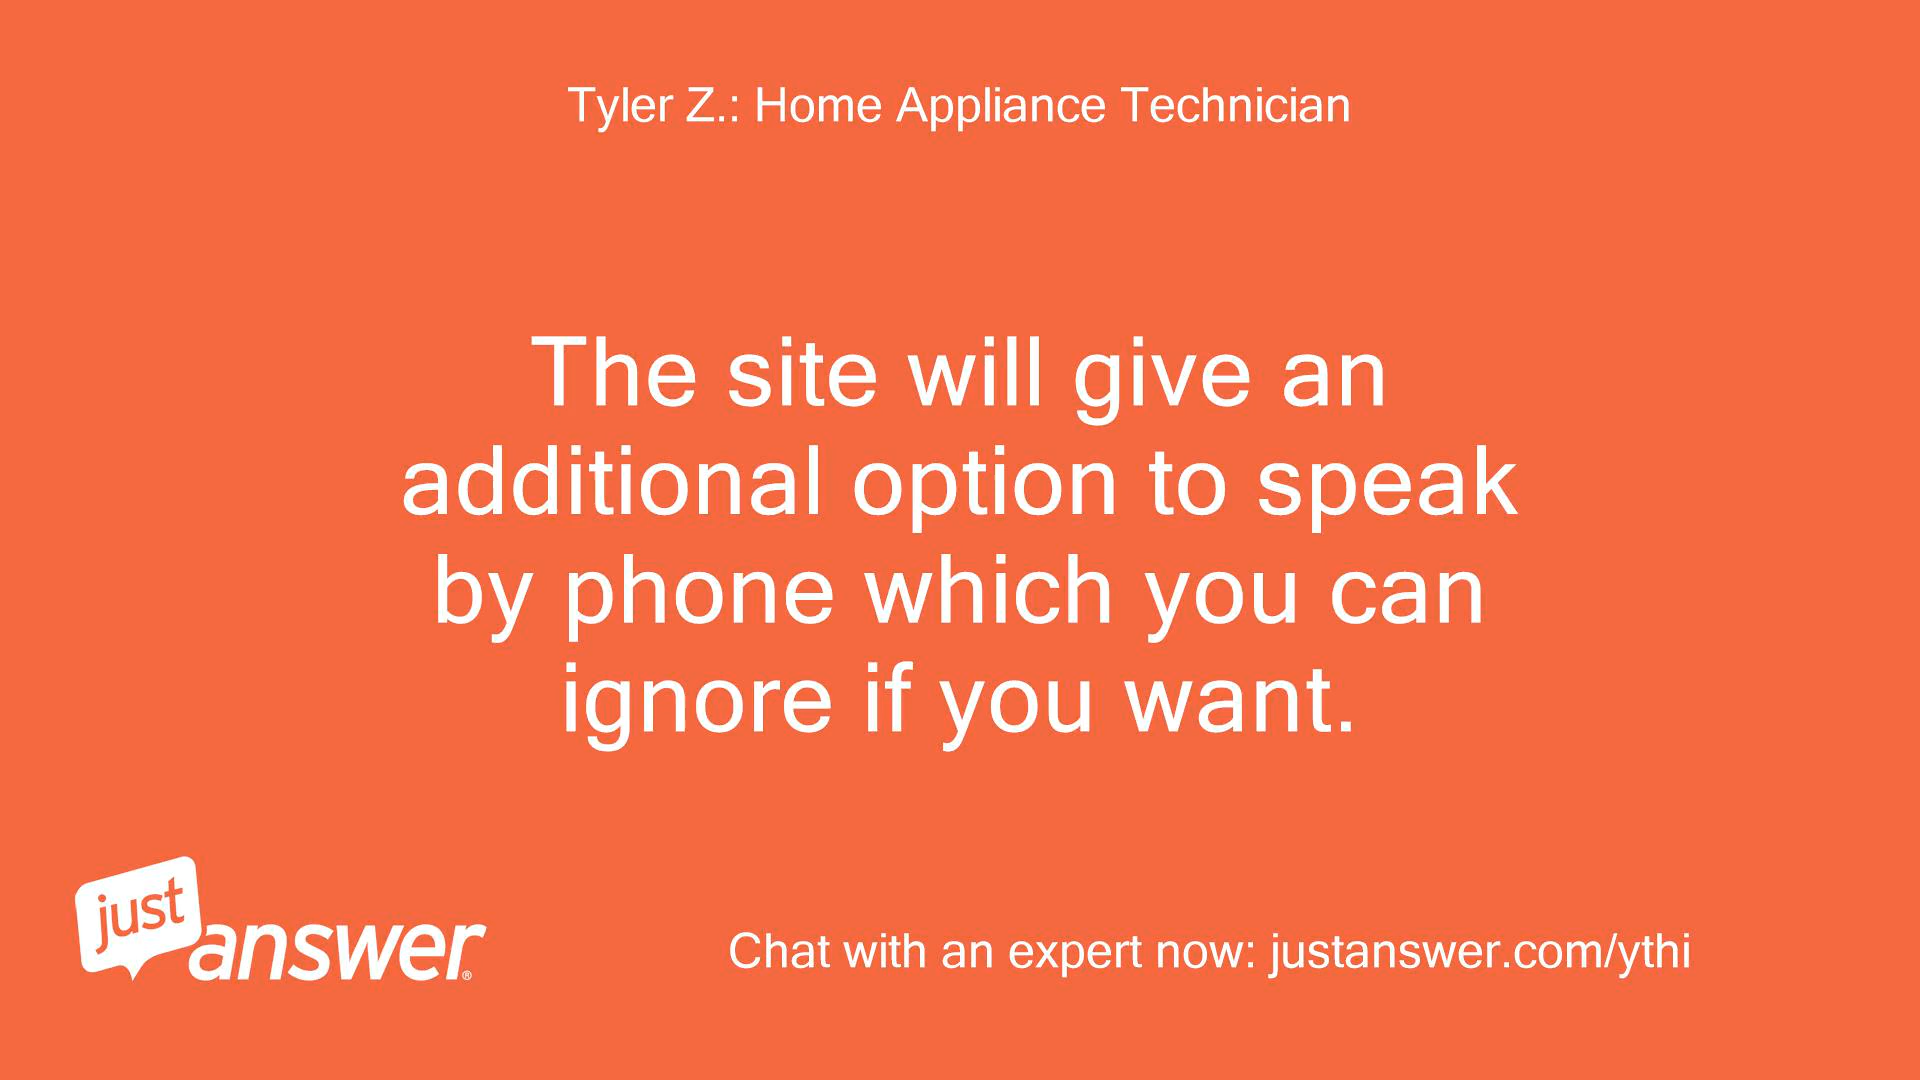 Tyler Z.: Home Appliance Technician
The site will give an
additional option to speak
by phone which you can
ignore if you want.
just
answer®
Chat with an expert now: justanswer.com/ythi